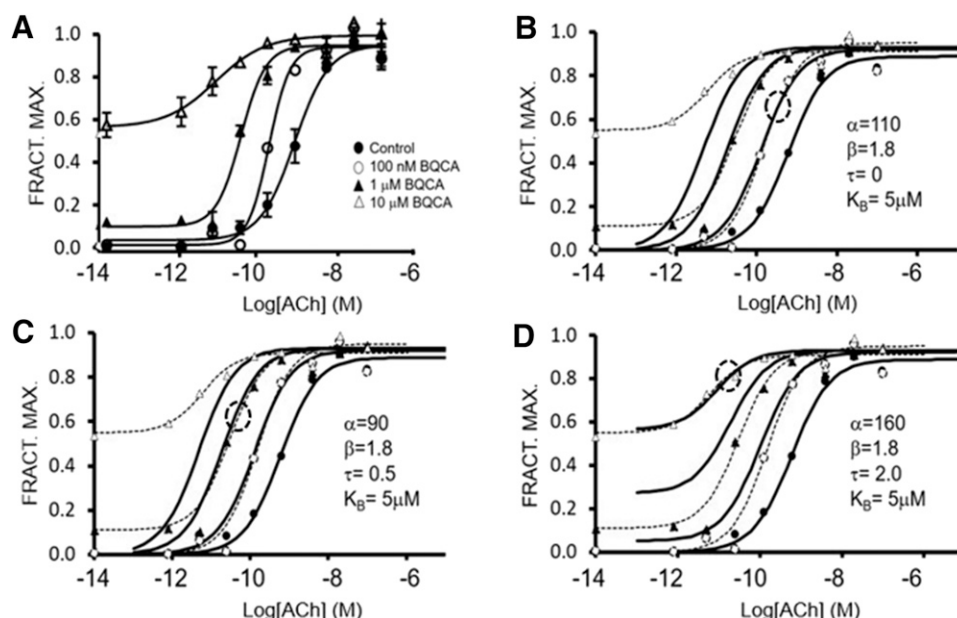 A
FRACT. MAX.
1.0
0.8
0.6
0.4
0.2
0.0
-14
-12
-10
-8
-6
Log[ACh] (M)
Control
100 nM BQCA
1 µM BQCA
10 µM BQCA
B
FRACT. MAX.
1.0
0.8
0.6
0.4
0.2
0.0
-14
-12
-10
-8
-6
Log[ACh] (M)
α=110
β=1.8
τ= 0
KB= 5µM
C
FRACT. MAX.
1.0
0.8
0.6
0.4
0.2
0.0
-14
-12
-10
-8
-6
Log[ACh] (M)
α=90
β=1.8
τ= 0.5
KB= 5µM
D
FRACT. MAX.
1.0
0.8
0.6
0.4
0.2
0.0
-14
-12
-10
-8
-6
Log[ACh] (M)
α=160
β=1.8
τ= 2.0
KB= 5µM